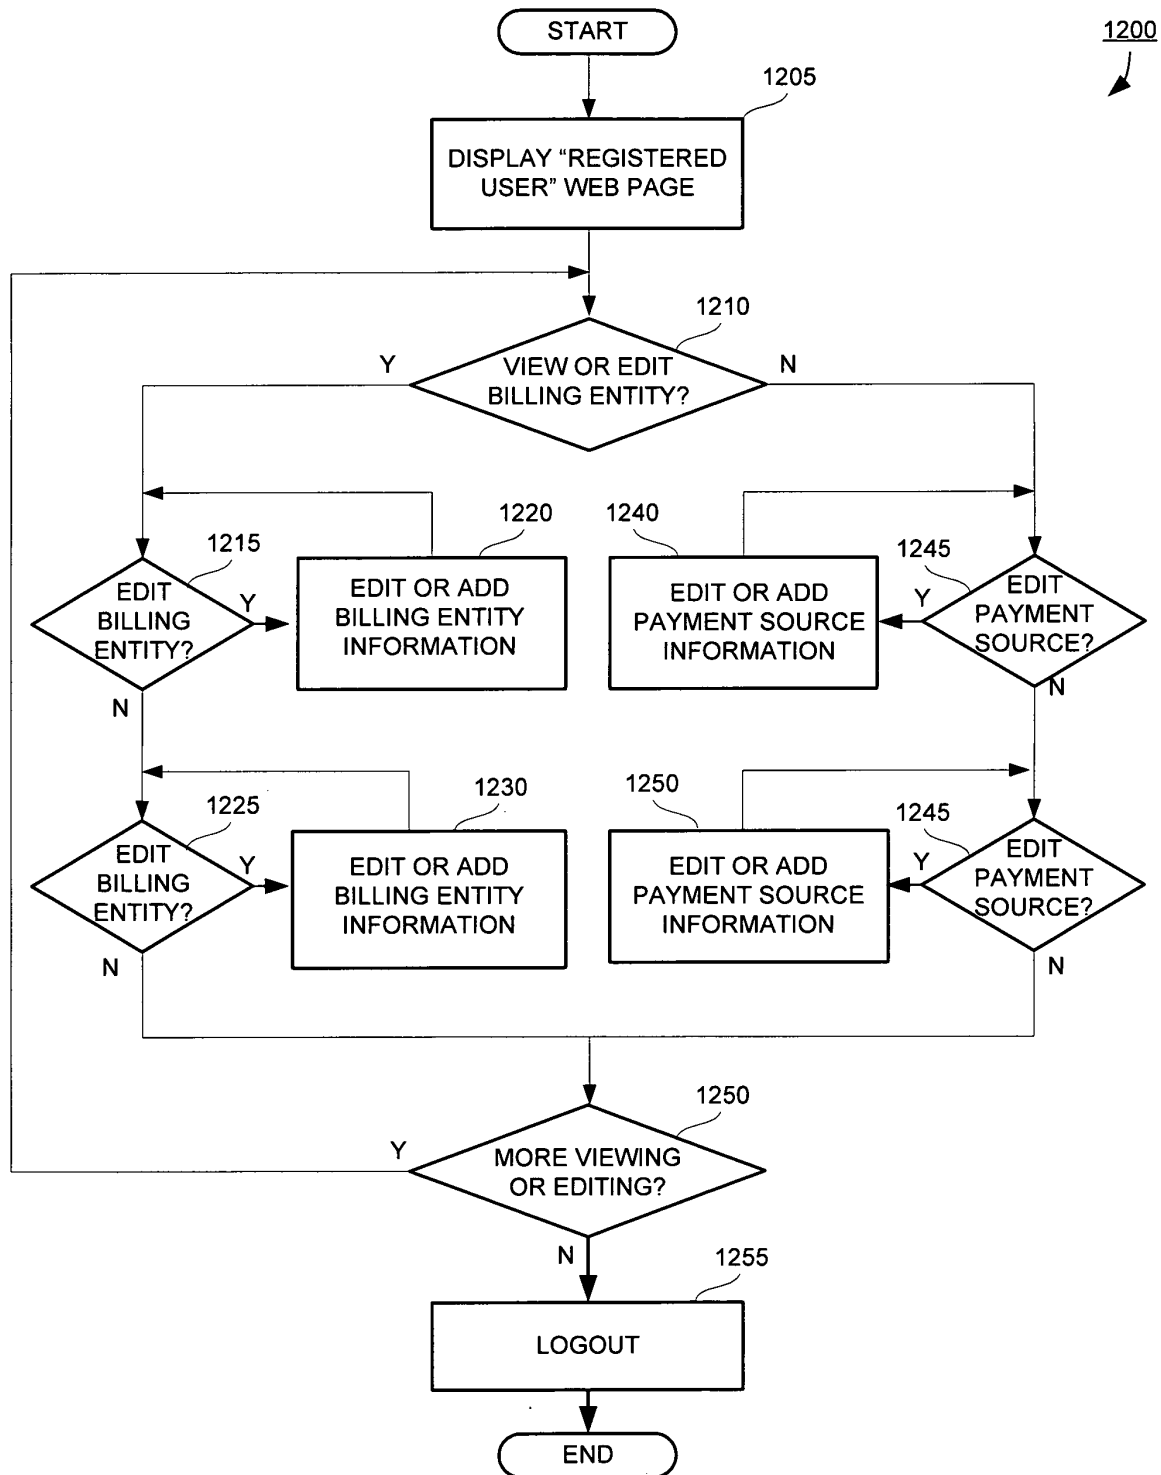 START
1200
1205
DISPLAY “REGISTERED
USER” WEB PAGE
1210
Y
VIEW OR EDIT
BILLING ENTITY?
N
1215
EDIT
BILLING
ENTITY?
Y
N
1220
EDIT OR ADD
BILLING ENTITY
INFORMATION
1240
EDIT OR ADD
PAYMENT SOURCE
INFORMATION
1245
EDIT
PAYMENT
SOURCE?
Y
N
1225
EDIT
BILLING
ENTITY?
Y
N
1230
EDIT OR ADD
BILLING ENTITY
INFORMATION
1250
EDIT OR ADD
PAYMENT SOURCE
INFORMATION
1245
EDIT
PAYMENT
SOURCE?
Y
N
1250
Y
MORE VIEWING
OR EDITING?
N
1255
LOGOUT
END